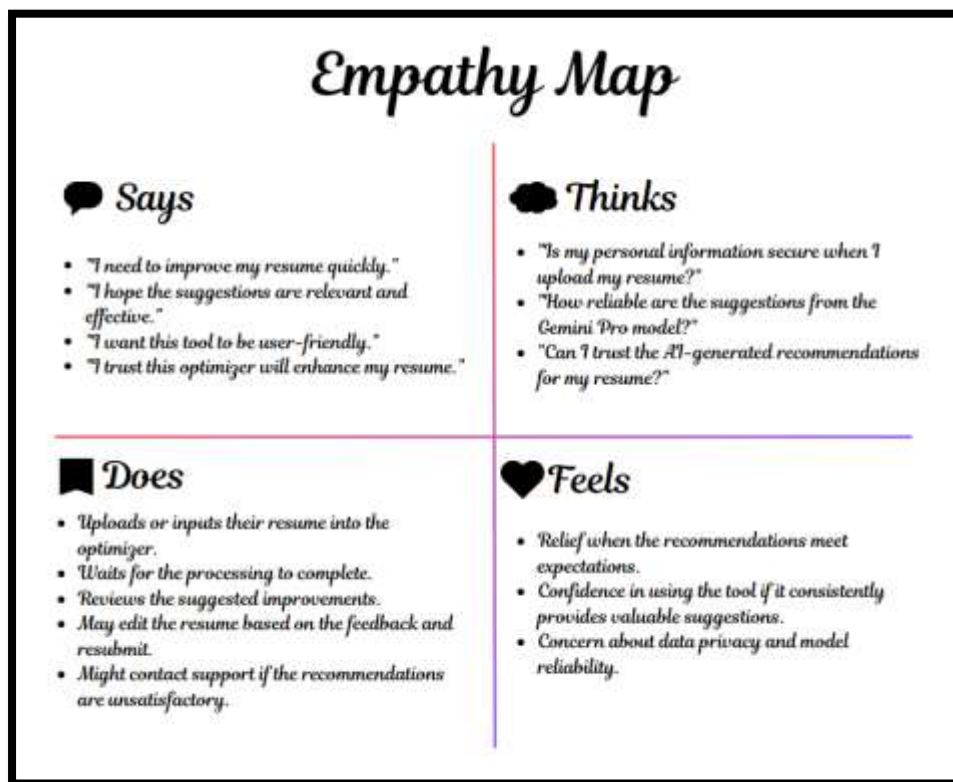 Empathy Map
Says
• "I need to improve my resume quickly."
• "I hope the suggestions are relevant and
effective."
• "I want this tool to be user-friendly."
• "I trust this optimizer will enhance my resume."
Thinks
• "Is my personal information secure when I
upload my resume?"
• "How reliable are the suggestions from the
Gemini Pro model?"
• "Can I trust the AI-generated recommendations
for my resume?"
Does
• Uploads or inputs their resume into the
optimizer.
• Waits for the processing to complete.
• Reviews the suggested improvements.
• May edit the resume based on the feedback and
resubmit.
• Might contact support if the recommendations
are unsatisfactory.
Feels
• Relief when the recommendations meet
expectations.
• Confidence in using the tool if it consistently
provides valuable suggestions.
• Concern about data privacy and model
reliability.